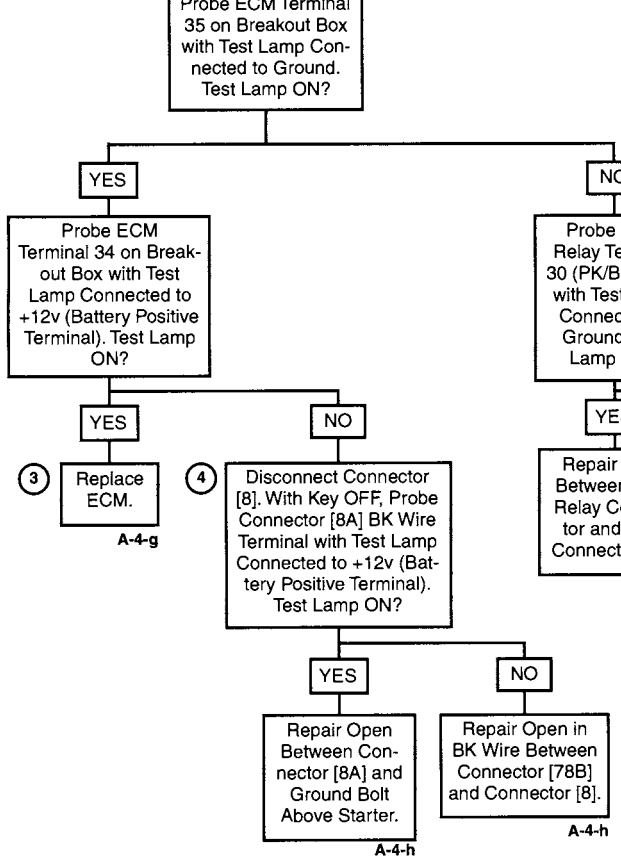 Probe ECM Terminal
35 on Breakout Box
with Test Lamp Con-
nected to Ground.
Test Lamp ON?
YES
NO
Probe ECM
Terminal 34 on Break-
out Box with Test
Lamp Connected to
+12v (Battery Positive
Terminal). Test Lamp
ON?
Probe
Relay
30
with
Lamp
YES
NO
3
Replace
ECM.
A-4-g
4
Disconnect Connector
[8]. With Key OFF, Probe
Connector [8A] BK Wire
Terminal with Test Lamp
Connected to +12v (Bat-
tery Positive Terminal).
Test Lamp ON?
Repair
Relay
tor and
YES
NO
Repair Open
Between Con-
nector [8A] and
Ground Bolt
Above Starter.
A-4-h
Repair Open in
BK Wire Between
Connector [78B]
and Connector [8].
A-4-h